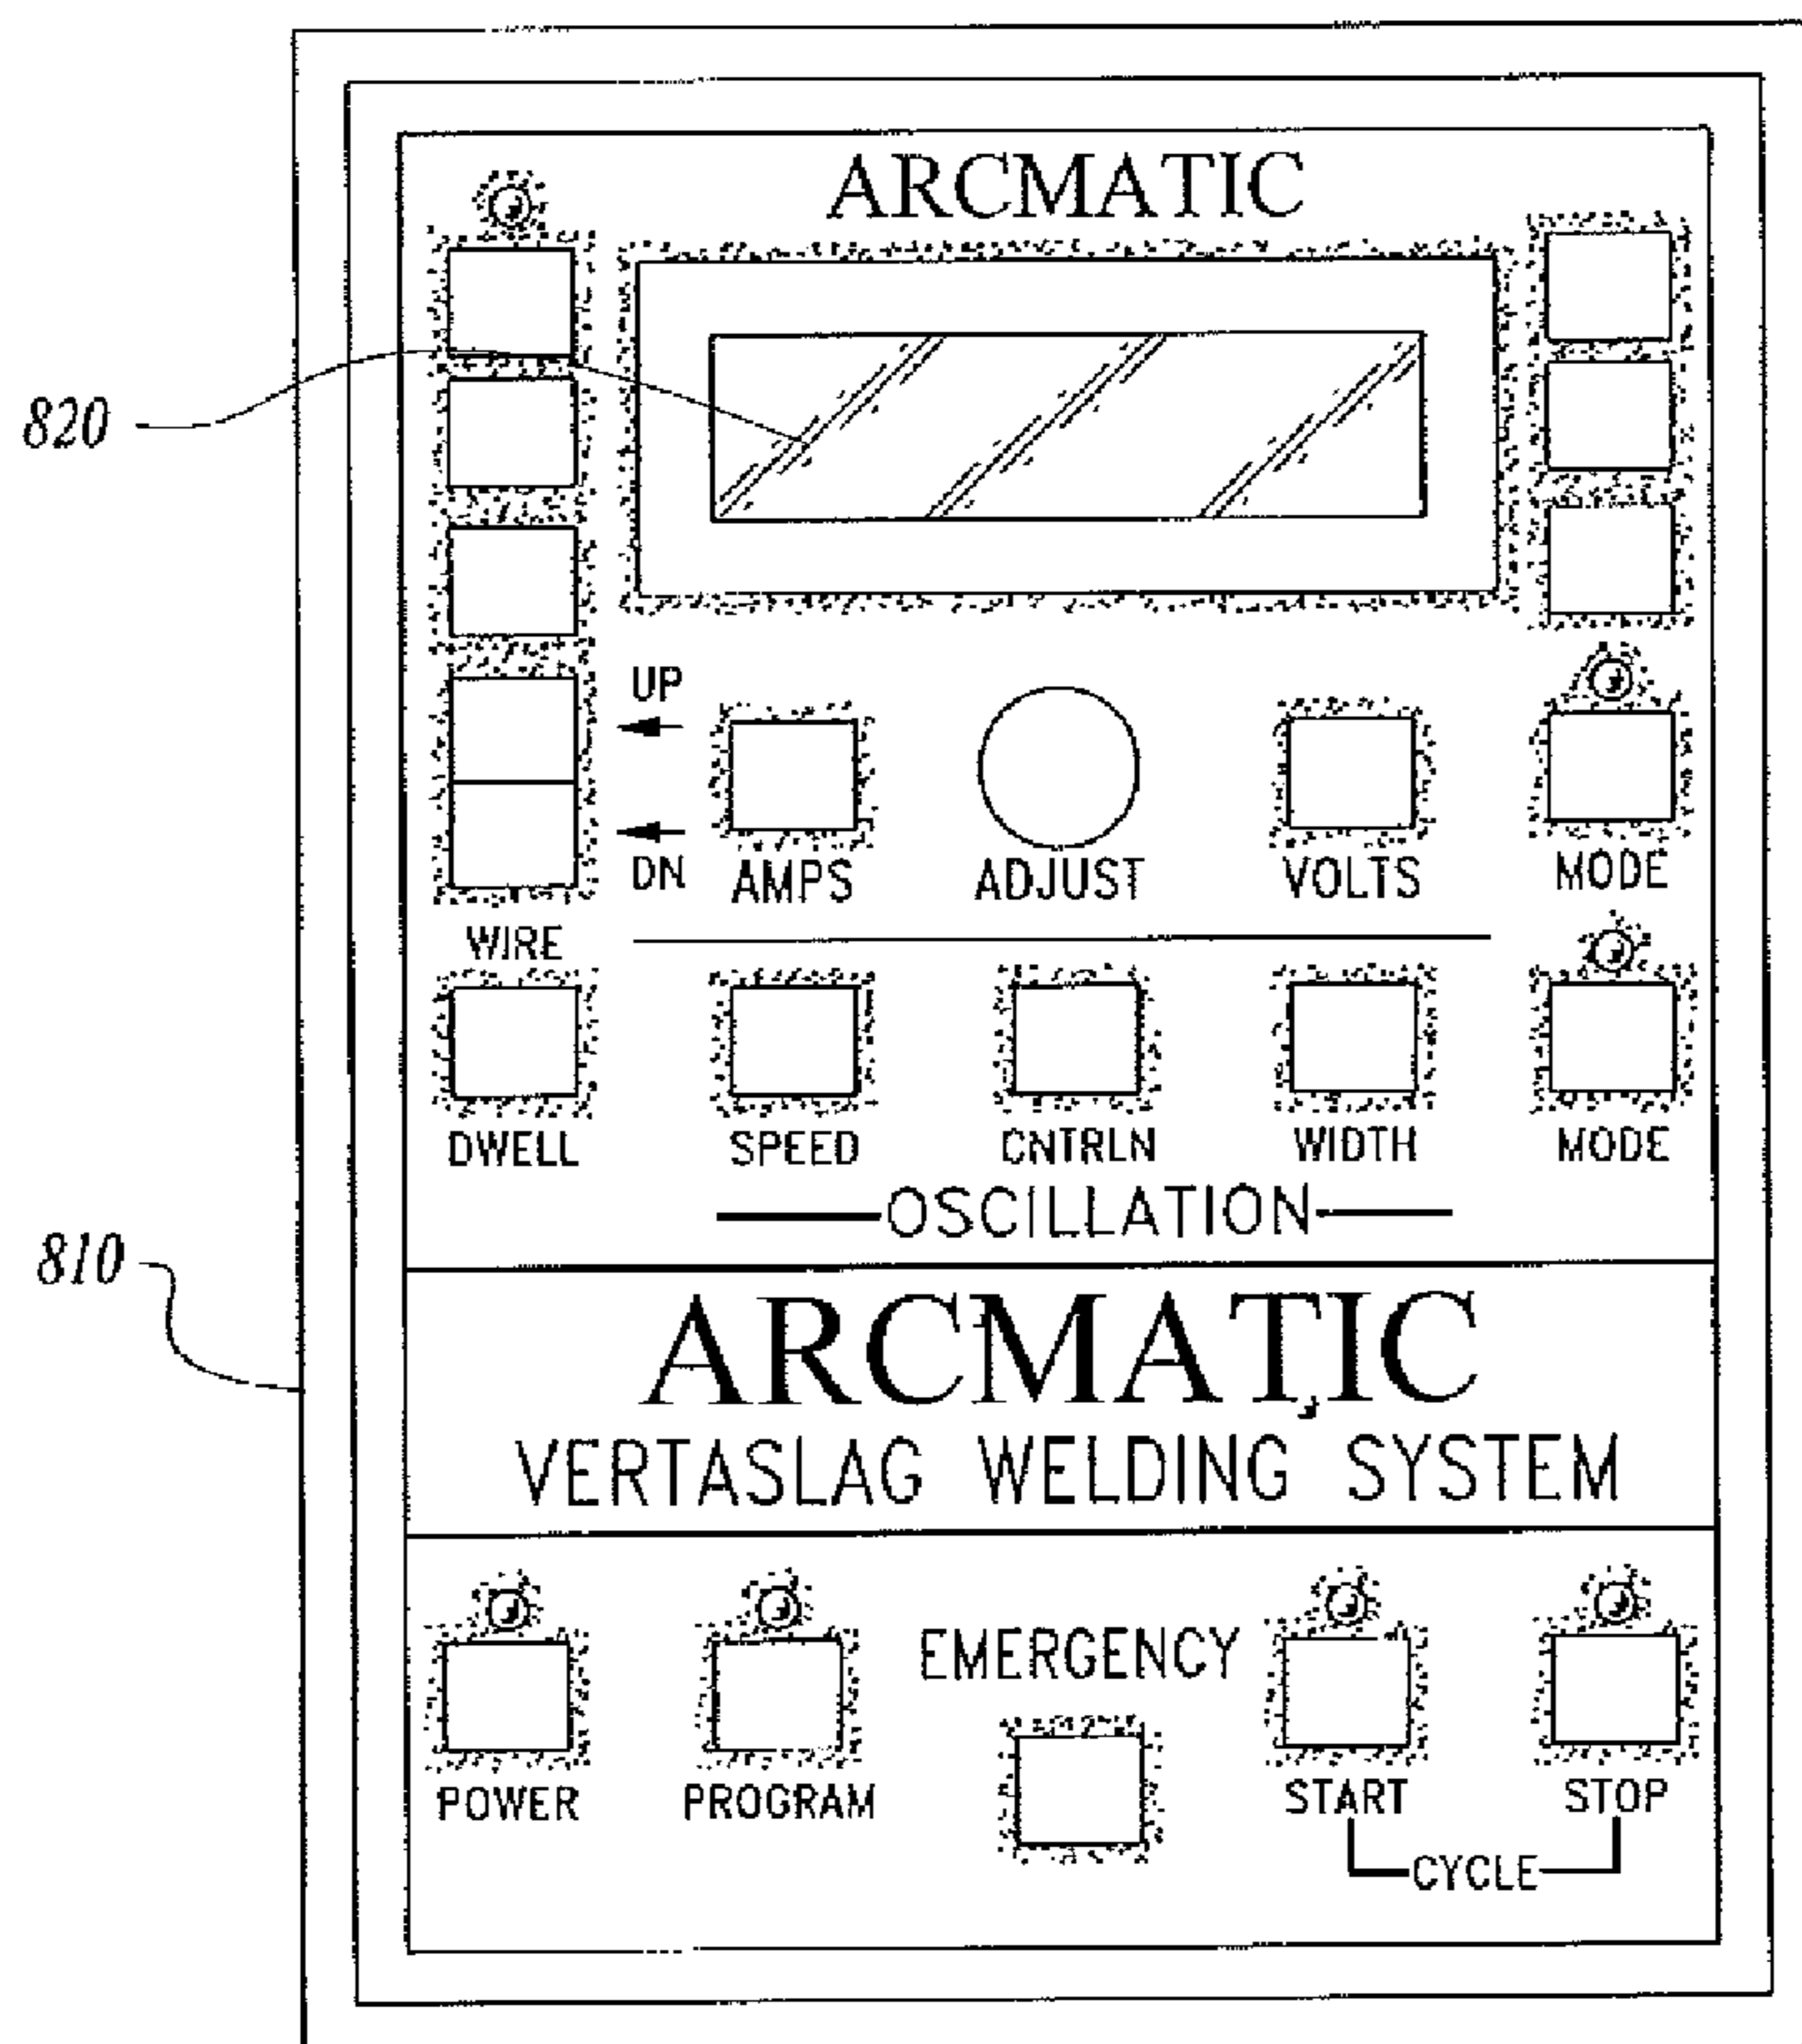 ARCMATIC
820
UP
DN
AMPS ADJUST VOLTS MODE
WIRE
DWELL SPEED CNTRLN WIDTH MODE
OSCILLATION
810
ARCMATIC
VERTASLAG WELDING SYSTEM
EMERGENCY
POWER PROGRAM START STOP
CYCLE